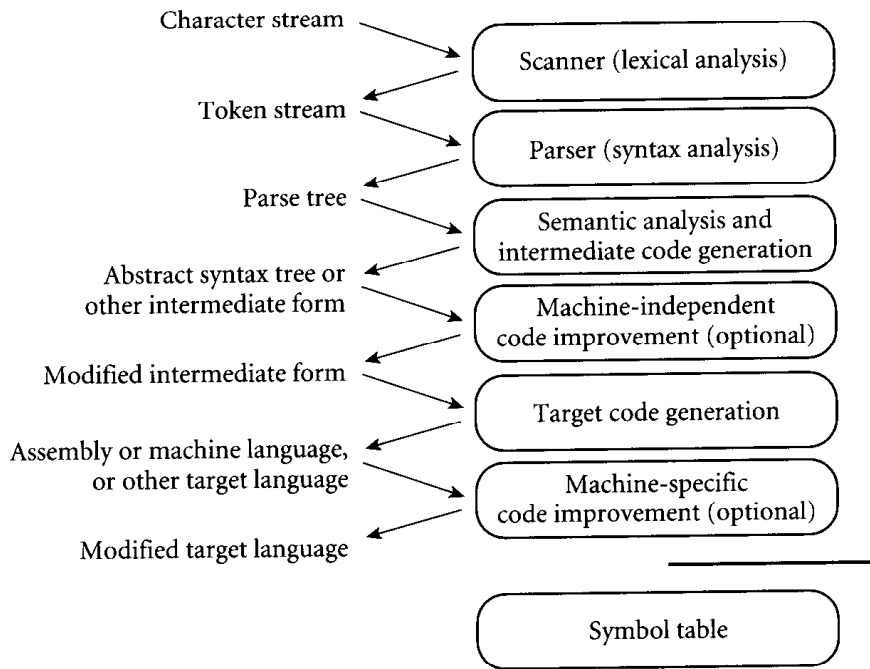 Character stream
Scanner (lexical analysis)
Token stream
Parser (syntax analysis)
Parse tree
Semantic analysis and
intermediate code generation
Abstract syntax tree or
other intermediate form
Machine-independent
code improvement (optional)
Modified intermediate form
Target code generation
Assembly or machine language,
or other target language
Machine-specific
code improvement (optional)
Modified target language
Symbol table